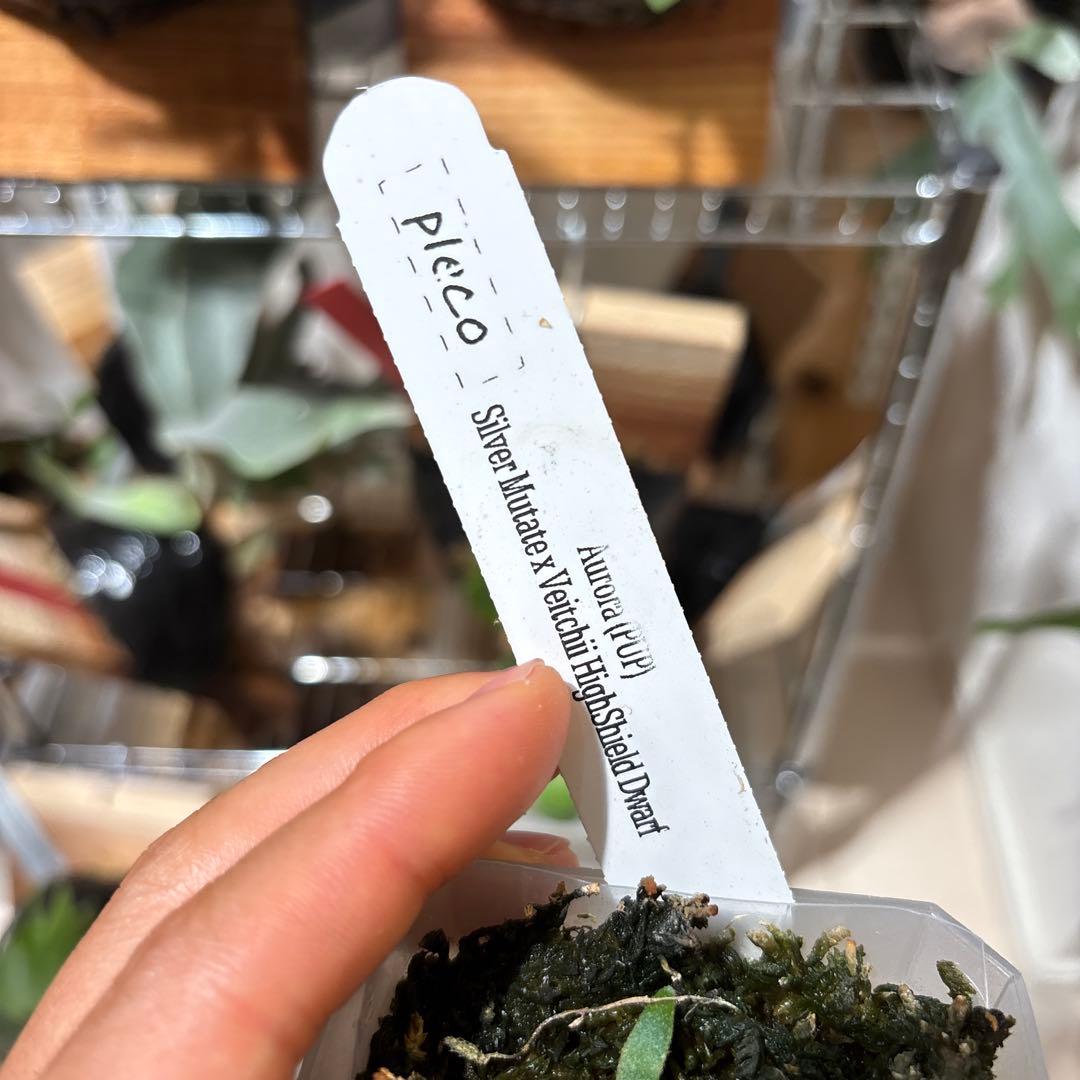 pleco
Aurora (PUP)
Silver Mutate x Veitchii HighShield Dwarf